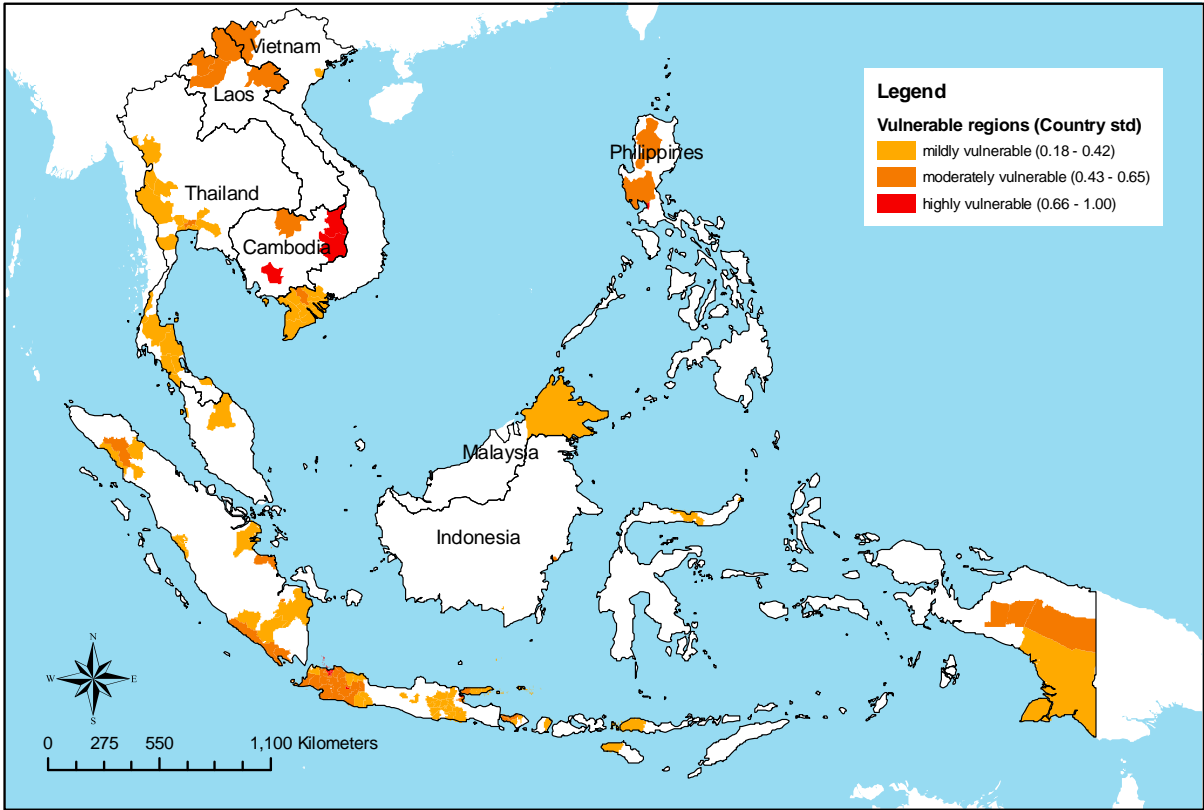 Vietnam
Laos
Thailand
Cambodia
Philippines
Malaysia
Indonesia
Legend
Vulnerable regions (Country std)
mildly vulnerable (0.18 - 0.42)
moderately vulnerable (0.43 - 0.65)
highly vulnerable (0.66 - 1.00)
N
W E
S
0 275 550 1,100 Kilometers